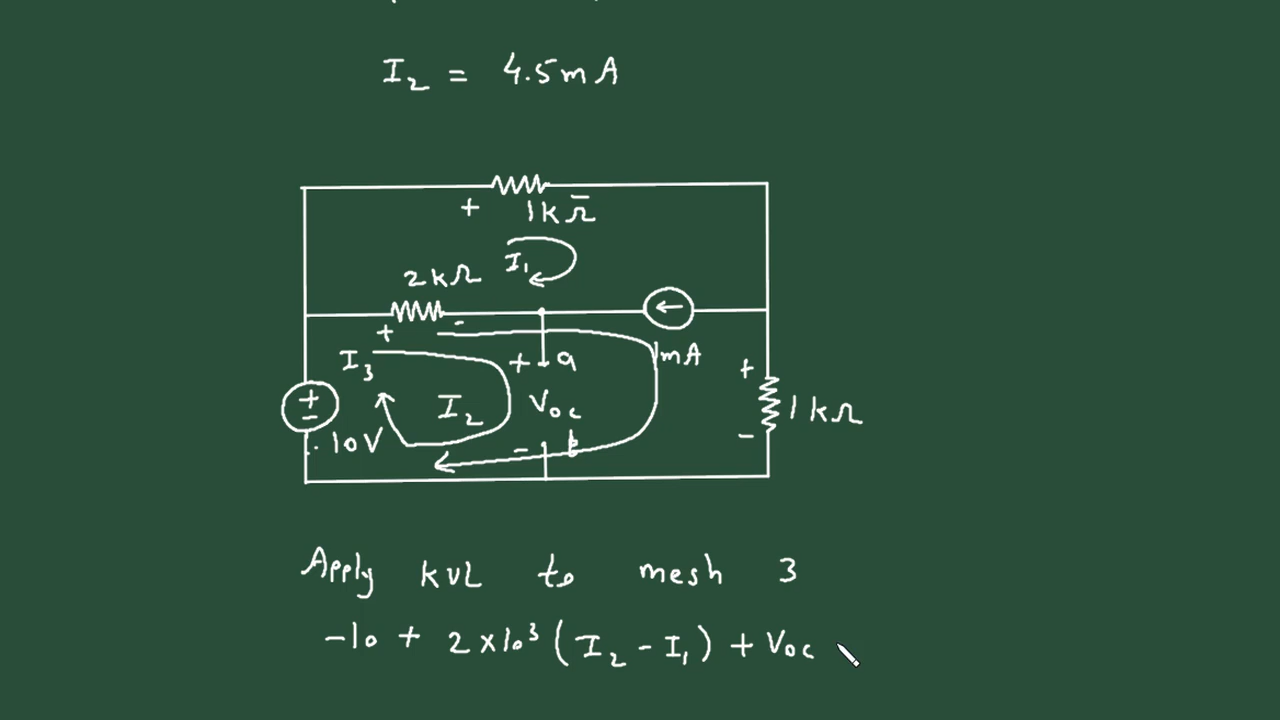 I₂ = 4.5mA
+ 1kΩ -
I₁
2kΩ
+ -
I₃ + a 1mA +
+ - I₂ Voc 1kΩ
10V - b -
Apply kVL to mesh 3
-10 + 2×10³(I₂ - I₁) + Voc